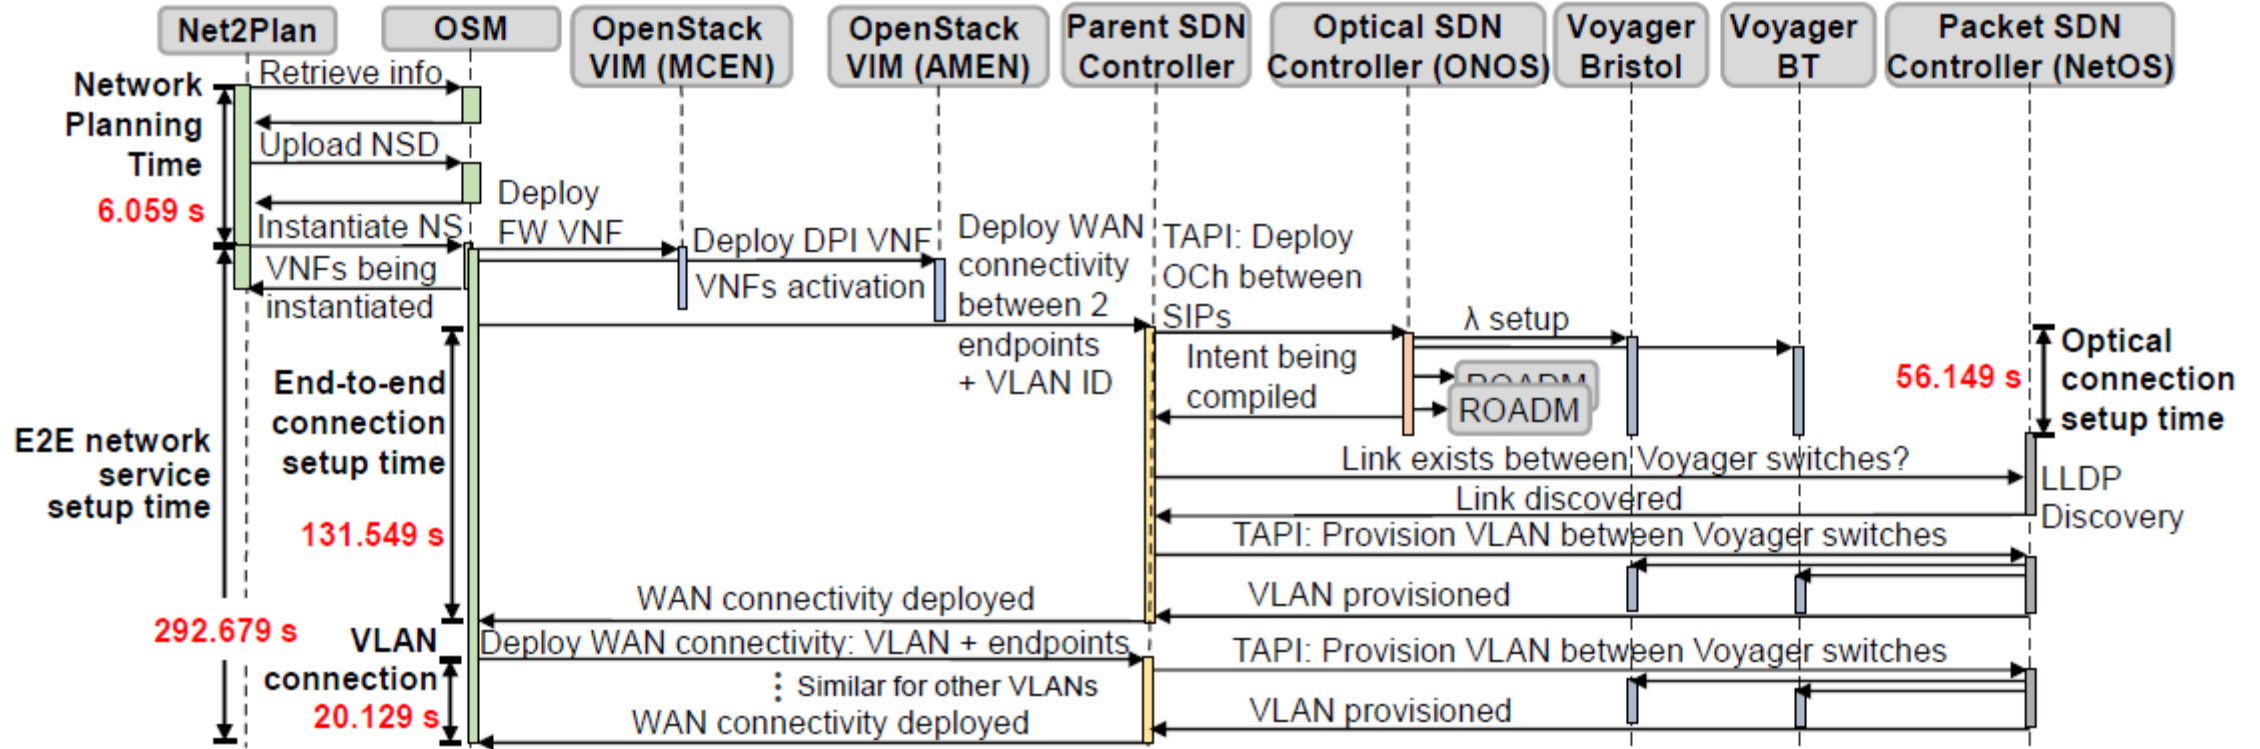 Net2Plan
OSM
OpenStack
VIM (MCEN)
OpenStack
VIM (AMEN)
Parent SDN
Controller
Optical SDN
Controller (ONOS)
Voyager
Bristol
Voyager
BT
Packet SDN
Controller (NetOS)
Network
Planning
Time
6.059 s
Retrieve info
Upload NSD
Instantiate NS
VNFs being
instantiated
Deploy
FW VNF
Deploy DPI VNF
VNFs activation
Deploy WAN
connectivity
between 2
endpoints
+ VLAN ID
TAPI: Deploy
OCh between
SIPs
Intent being
compiled
λ setup
ROADM
ROADM
56.149 s
Optical
connection
setup time
End-to-end
connection
setup time
131.549 s
E2E network
service
setup time
292.679 s
Link exists between Voyager switches?
Link discovered
LLDP
Discovery
TAPI: Provision VLAN between Voyager switches
VLAN provisioned
WAN connectivity deployed
VLAN
connection
20.129 s
Deploy WAN connectivity: VLAN + endpoints
⋮ Similar for other VLANs
WAN connectivity deployed
TAPI: Provision VLAN between Voyager switches
VLAN provisioned